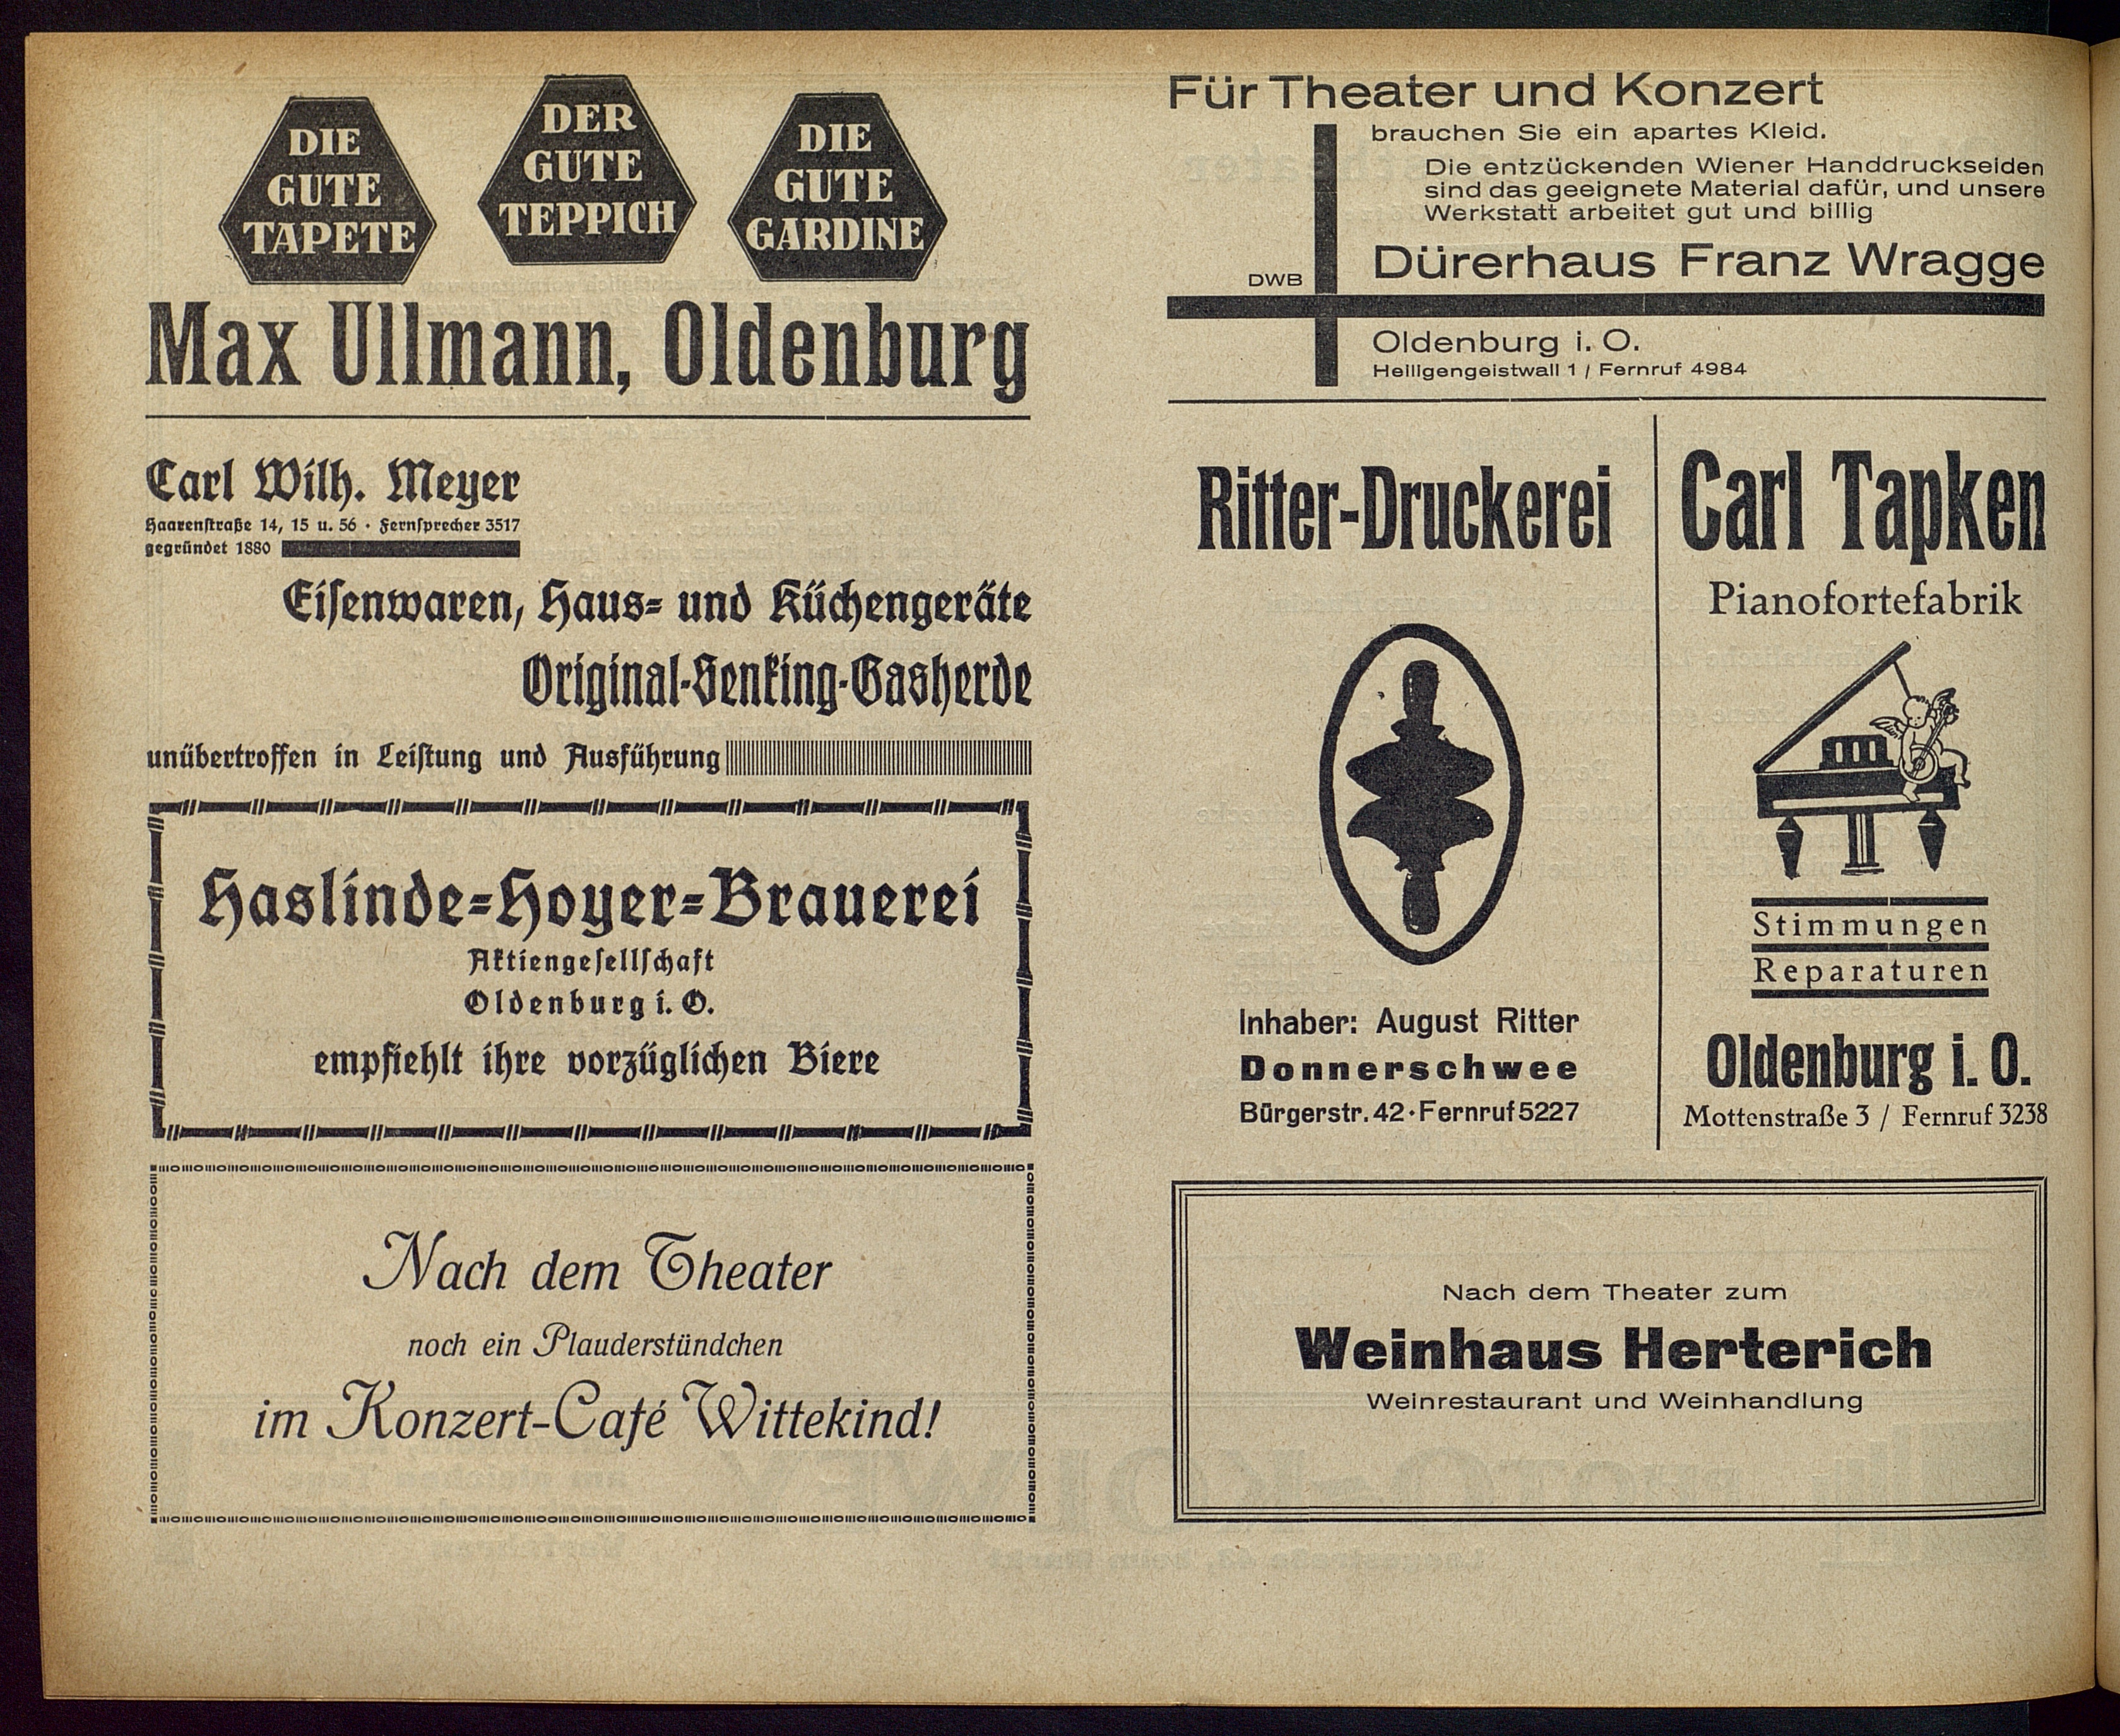 DIE
GUTE
TAPETE
DER
GUTE
TEPPICH
DIE
GUTE
GARDINE
Max Ullmann, Oldenburg
Carl Wilh. Meyer
Haarenſtraße 14, 15 u. 56 · Fernſprecher 3517
gegründet 1880
Eiſenwaren, Haus- und Küchengeräte
Original-Senking-Gasherde
unübertroffen in Leiſtung und Ausführung
Haslinde-Hoyer-Brauerei
Aktiengeſellſchaft
Oldenburg i. O.
empfiehlt ihre vorzüglichen Biere
Nach dem Theater
noch ein Plauderstündchen
im Konzert-Café Wittekind!
Für Theater und Konzert
brauchen Sie ein apartes Kleid.
Die entzückenden Wiener Handdruckseiden
sind das geeignete Material dafür, und unsere
Werkstatt arbeitet gut und billig
DWB
Dürerhaus Franz Wragge
Oldenburg i. O.
Heiligengeistwall 1 / Fernruf 4984
Ritter-Druckerei
Inhaber: August Ritter
Donnerschwee
Bürgerstr. 42 · Fernruf 5227
Carl Tapken
Pianofortefabrik
Stimmungen
Reparaturen
Oldenburg i. O.
Mottenstraße 3 / Fernruf 3238
Nach dem Theater zum
Weinhaus Herterich
Weinrestaurant und Weinhandlung